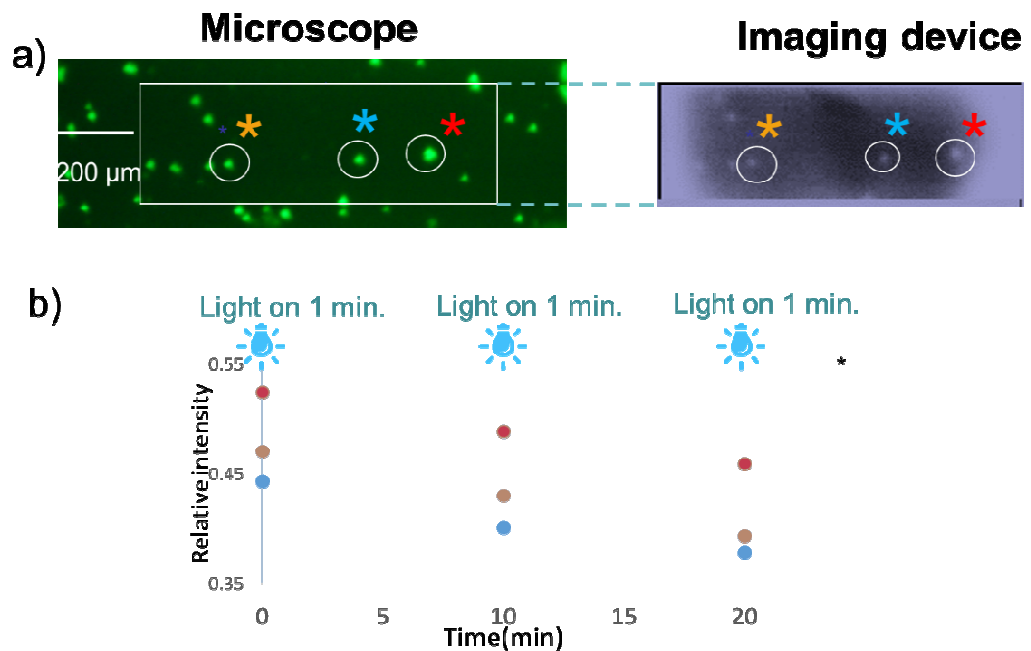 Microscope
Imaging device
a)
* * *
200 µm
* * *
b)
Light on 1 min.
Light on 1 min.
Light on 1 min.
*
0.55
0.45
0.35
Relative intensity
0
5
10
15
20
Time(min)